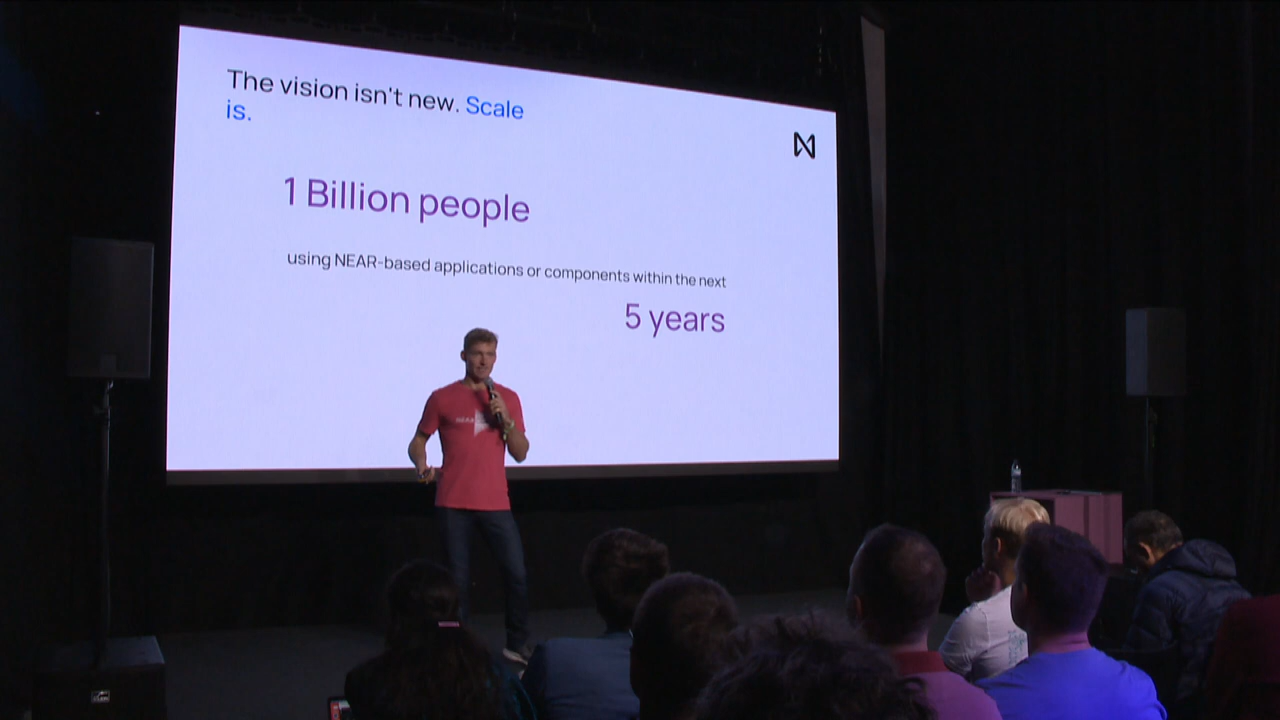 The vision isn't new. Scale
is.
1 Billion people
using NEAR-based applications or components within the next
5 years